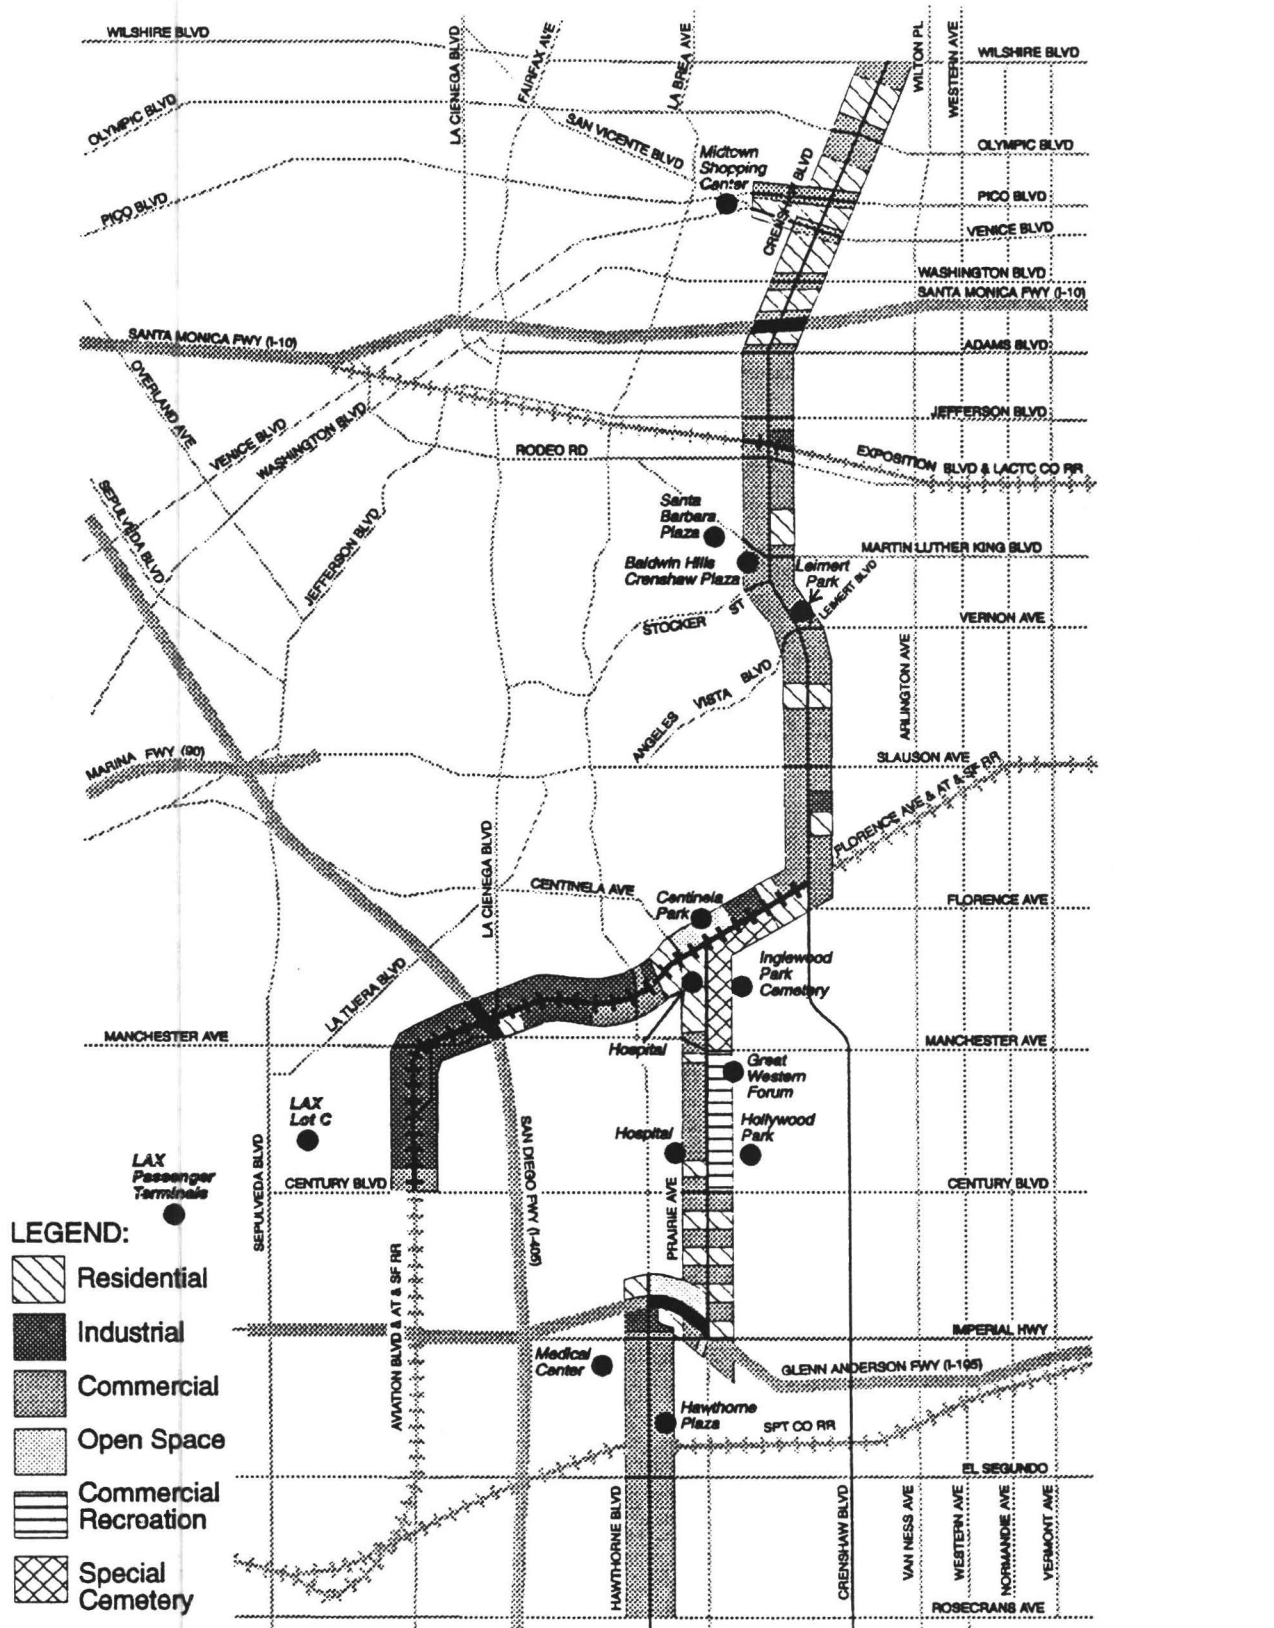 WILSHIRE BLVD
LA CIENEGA BLVD
FAIRFAX AVE
LA BREA AVE
WILTON PL
WESTERN AVE
WILSHIRE BLVD
OLYMPIC BLVD
SAN VICENTE BLVD
Midtown
Shopping
Center
CRENSHAW BLVD
OLYMPIC BLVD
PICO BLVD
PICO BLVD
VENICE BLVD
WASHINGTON BLVD
SANTA MONICA FWY (I-10)
SANTA MONICA FWY (I-10)
ADAMS BLVD
OVERLAND AVE
VENICE BLVD
WASHINGTON BLVD
JEFFERSON BLVD
RODEO RD
EXPOSITION BLVD & LACTC CO RR
SEPULVEDA BLVD
JEFFERSON BLVD
Santa
Barbara
Plaza
MARTIN LUTHER KING BLVD
Baldwin Hills
Crenshaw Plaza
Leimert
Park
LEIMERT BLVD
STOCKER ST
VERNON AVE
ANGELES VISTA BLVD
ARLINGTON AVE
MARINA FWY (90)
SLAUSON AVE
FLORENCE AVE & AT & SF RR
LA CIENEGA BLVD
CENTINELA AVE
Centinela
Park
FLORENCE AVE
LA TIJERA BLVD
Inglewood
Park
Cemetery
MANCHESTER AVE
Hospital
MANCHESTER AVE
Great
Western
Forum
LAX
Lot C
Hospital
Hollywood
Park
SAN DIEGO FWY (I-405)
LAX
Passenger
Terminals
SEPULVEDA BLVD
CENTURY BLVD
PRAIRIE AVE
CENTURY BLVD
AVIATION BLVD & AT & SF RR
IMPERIAL HWY
Medical
Center
GLENN ANDERSON FWY (I-105)
Hawthorne
Plaza
SPT CO RR
EL SEGUNDO
HAWTHORNE BLVD
CRENSHAW BLVD
VAN NESS AVE
WESTERN AVE
NORMANDIE AVE
VERMONT AVE
ROSECRANS AVE
LEGEND:
Residential
Industrial
Commercial
Open Space
Commercial
Recreation
Special
Cemetery